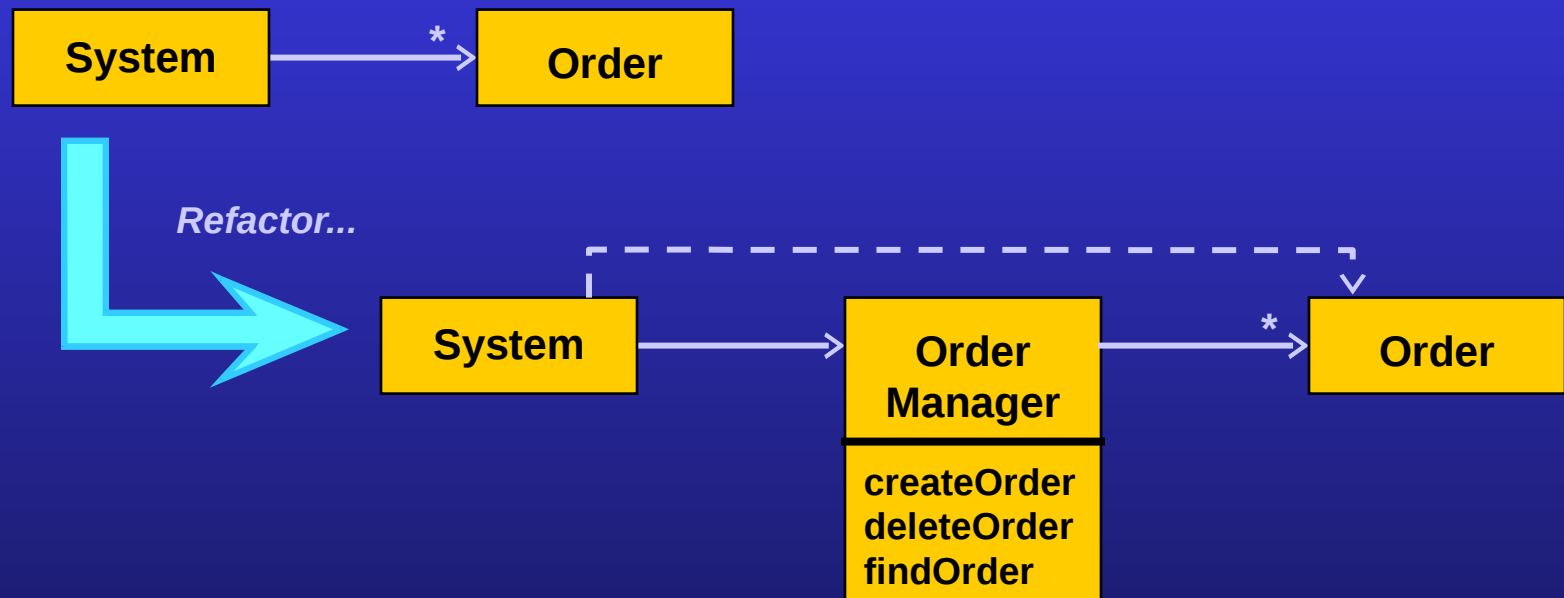 System
*
Order
Refactor...
System
Order
Manager
*
Order
createOrder
deleteOrder
findOrder